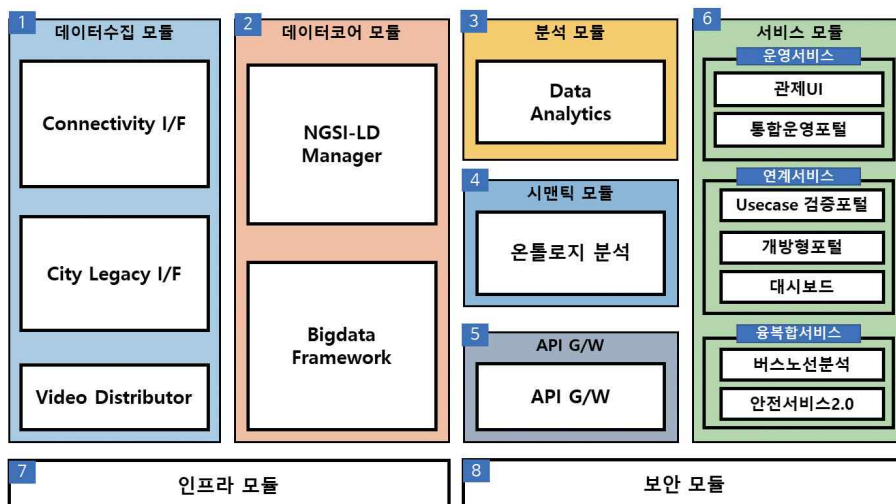 1
데이터수집 모듈
Connectivity I/F
City Legacy I/F
Video Distributor
2
데이터코어 모듈
NGSI-LD
Manager
Bigdata
Framework
3
분석 모듈
Data
Analytics
4
시맨틱 모듈
온톨로지 분석
5
API G/W
API G/W
6
서비스 모듈
운영서비스
관제UI
통합운영포털
연계서비스
Usecase 검증포털
개방형포털
대시보드
융복합서비스
버스노선분석
안전서비스2.0
7
인프라 모듈
8
보안 모듈